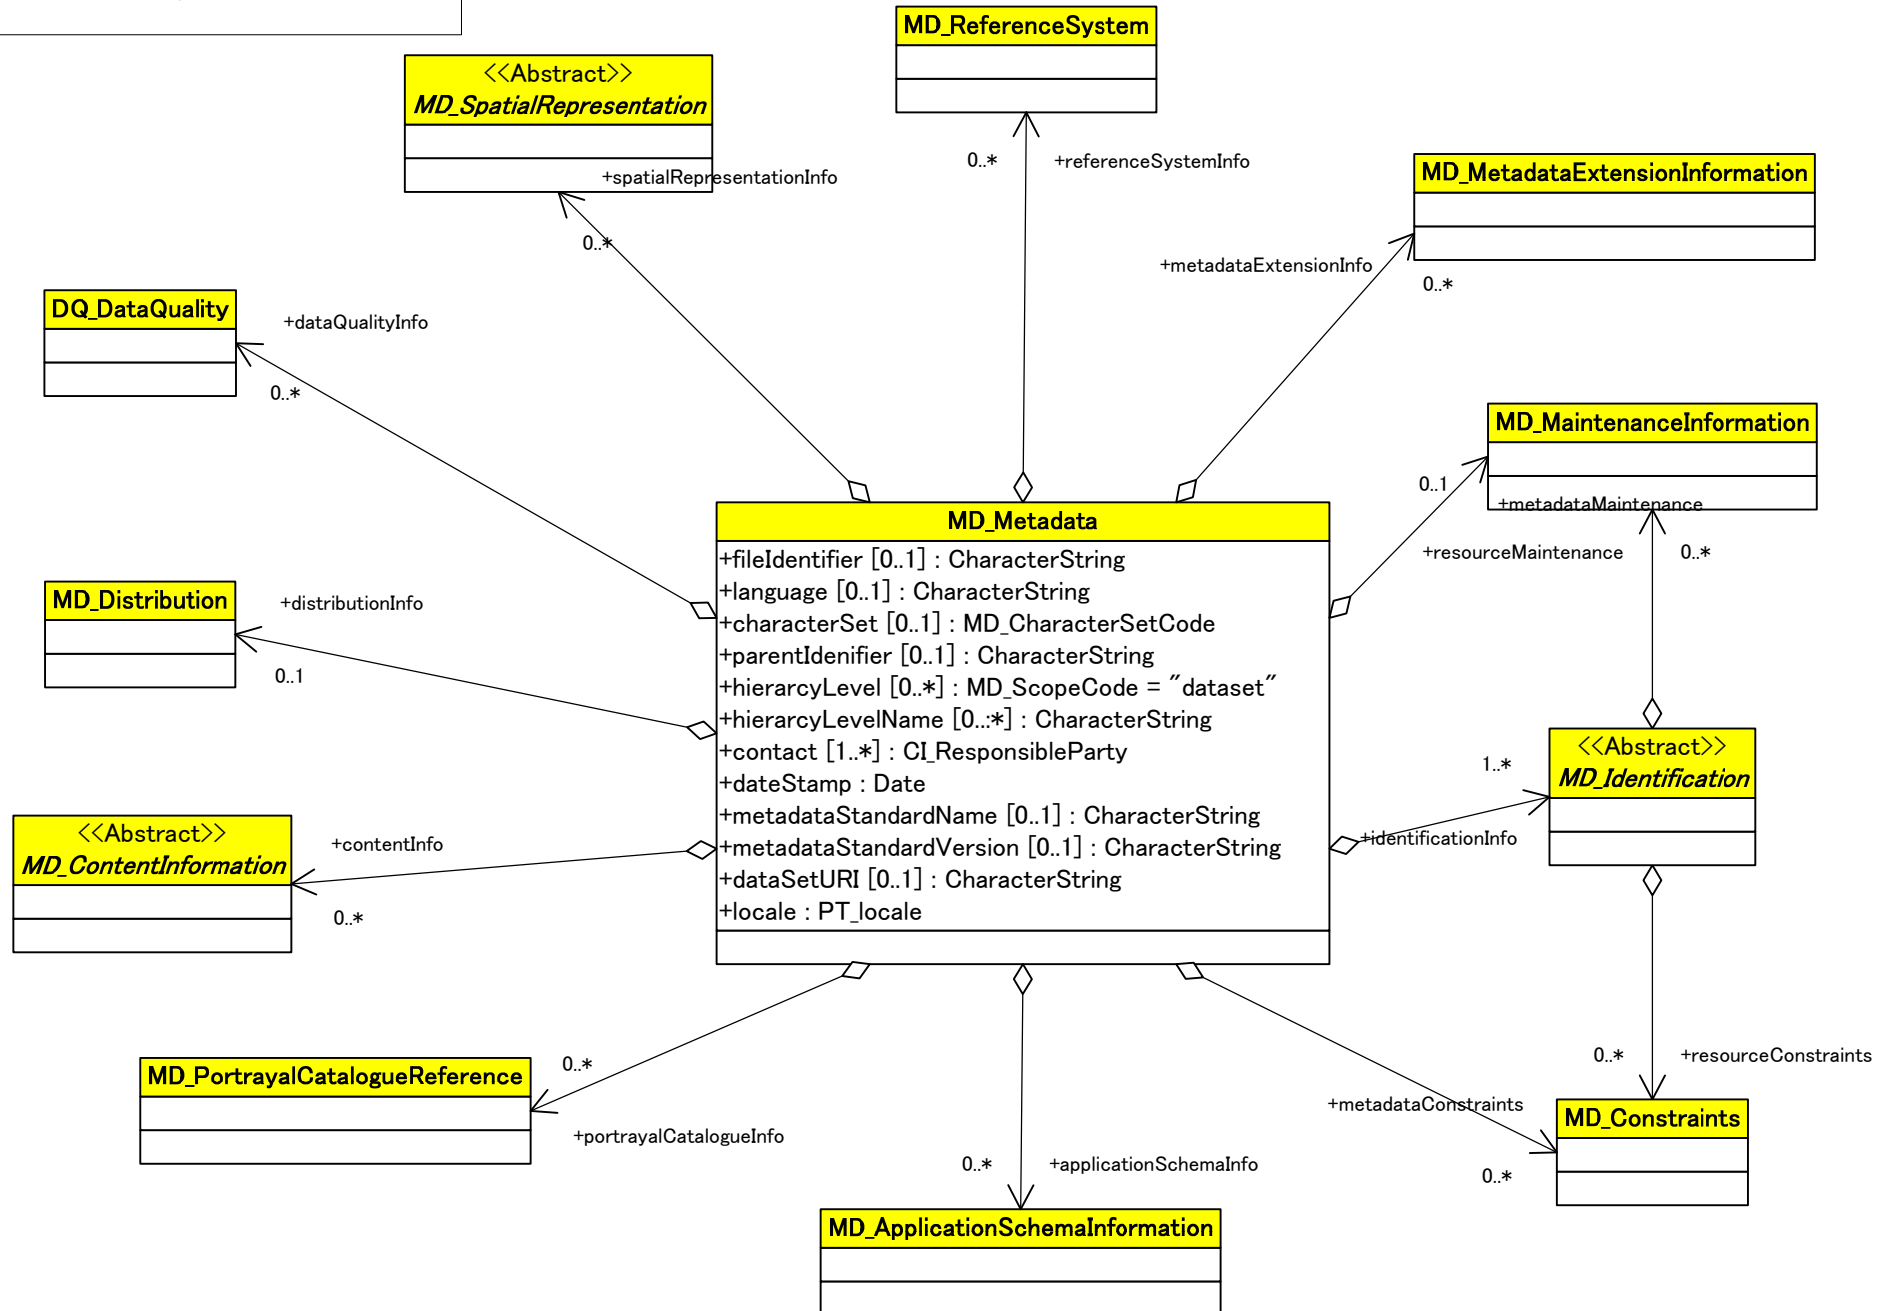 MD_ReferenceSystem
<<Abstract>>
MD_SpatialRepresentation
0..*
+referenceSystemInfo
+spatialRepresentationInfo
0..*
MD_MetadataExtensionInformation
+metadataExtensionInfo
0..*
DQ_DataQuality
+dataQualityInfo
0..*
MD_MaintenanceInformation
0..1
+metadataMaintenance
+resourceMaintenance
0..*
MD_Metadata
+fileIdentifier [0..1] : CharacterString
+language [0..1] : CharacterString
+characterSet [0..1] : MD_CharacterSetCode
+parentIdenifier [0..1] : CharacterString
+hierarcyLevel [0..*] : MD_ScopeCode = "dataset"
+hierarcyLevelName [0..:*] : CharacterString
+contact [1..*] : CI_ResponsibleParty
+dateStamp : Date
+metadataStandardName [0..1] : CharacterString
+metadataStandardVersion [0..1] : CharacterString
+dataSetURI [0..1] : CharacterString
+locale : PT_locale
MD_Distribution
+distributionInfo
0..1
<<Abstract>>
MD_Identification
1..*
+identificationInfo
<<Abstract>>
MD_ContentInformation
+contentInfo
0..*
MD_PortrayalCatalogueReference
0..*
+portrayalCatalogueInfo
0..*
+resourceConstraints
+metadataConstraints
MD_Constraints
0..*
0..*
+applicationSchemaInfo
MD_ApplicationSchemaInformation